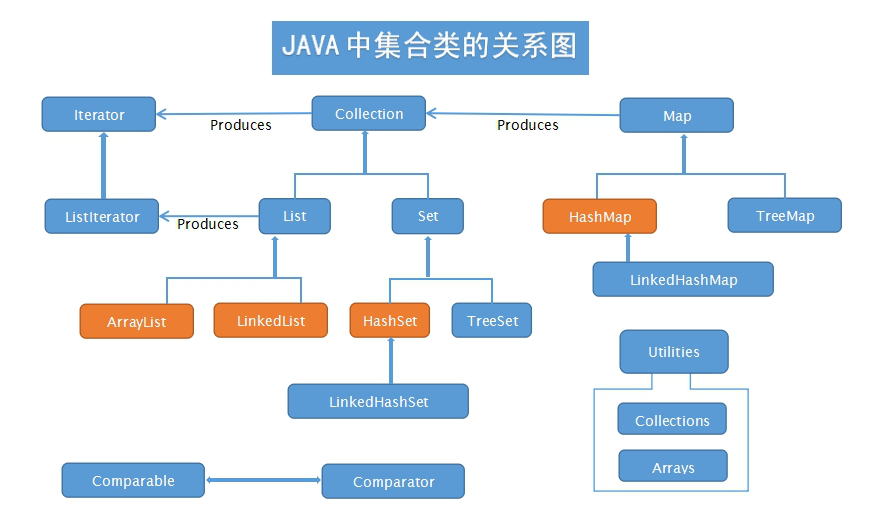 JAVA 中集合类的关系图
Iterator
Produces
Collection
Produces
Map
ListIterator
Produces
List
Set
HashMap
TreeMap
LinkedHashMap
ArrayList
LinkedList
HashSet
TreeSet
Utilities
LinkedHashSet
Collections
Arrays
Comparable
Comparator